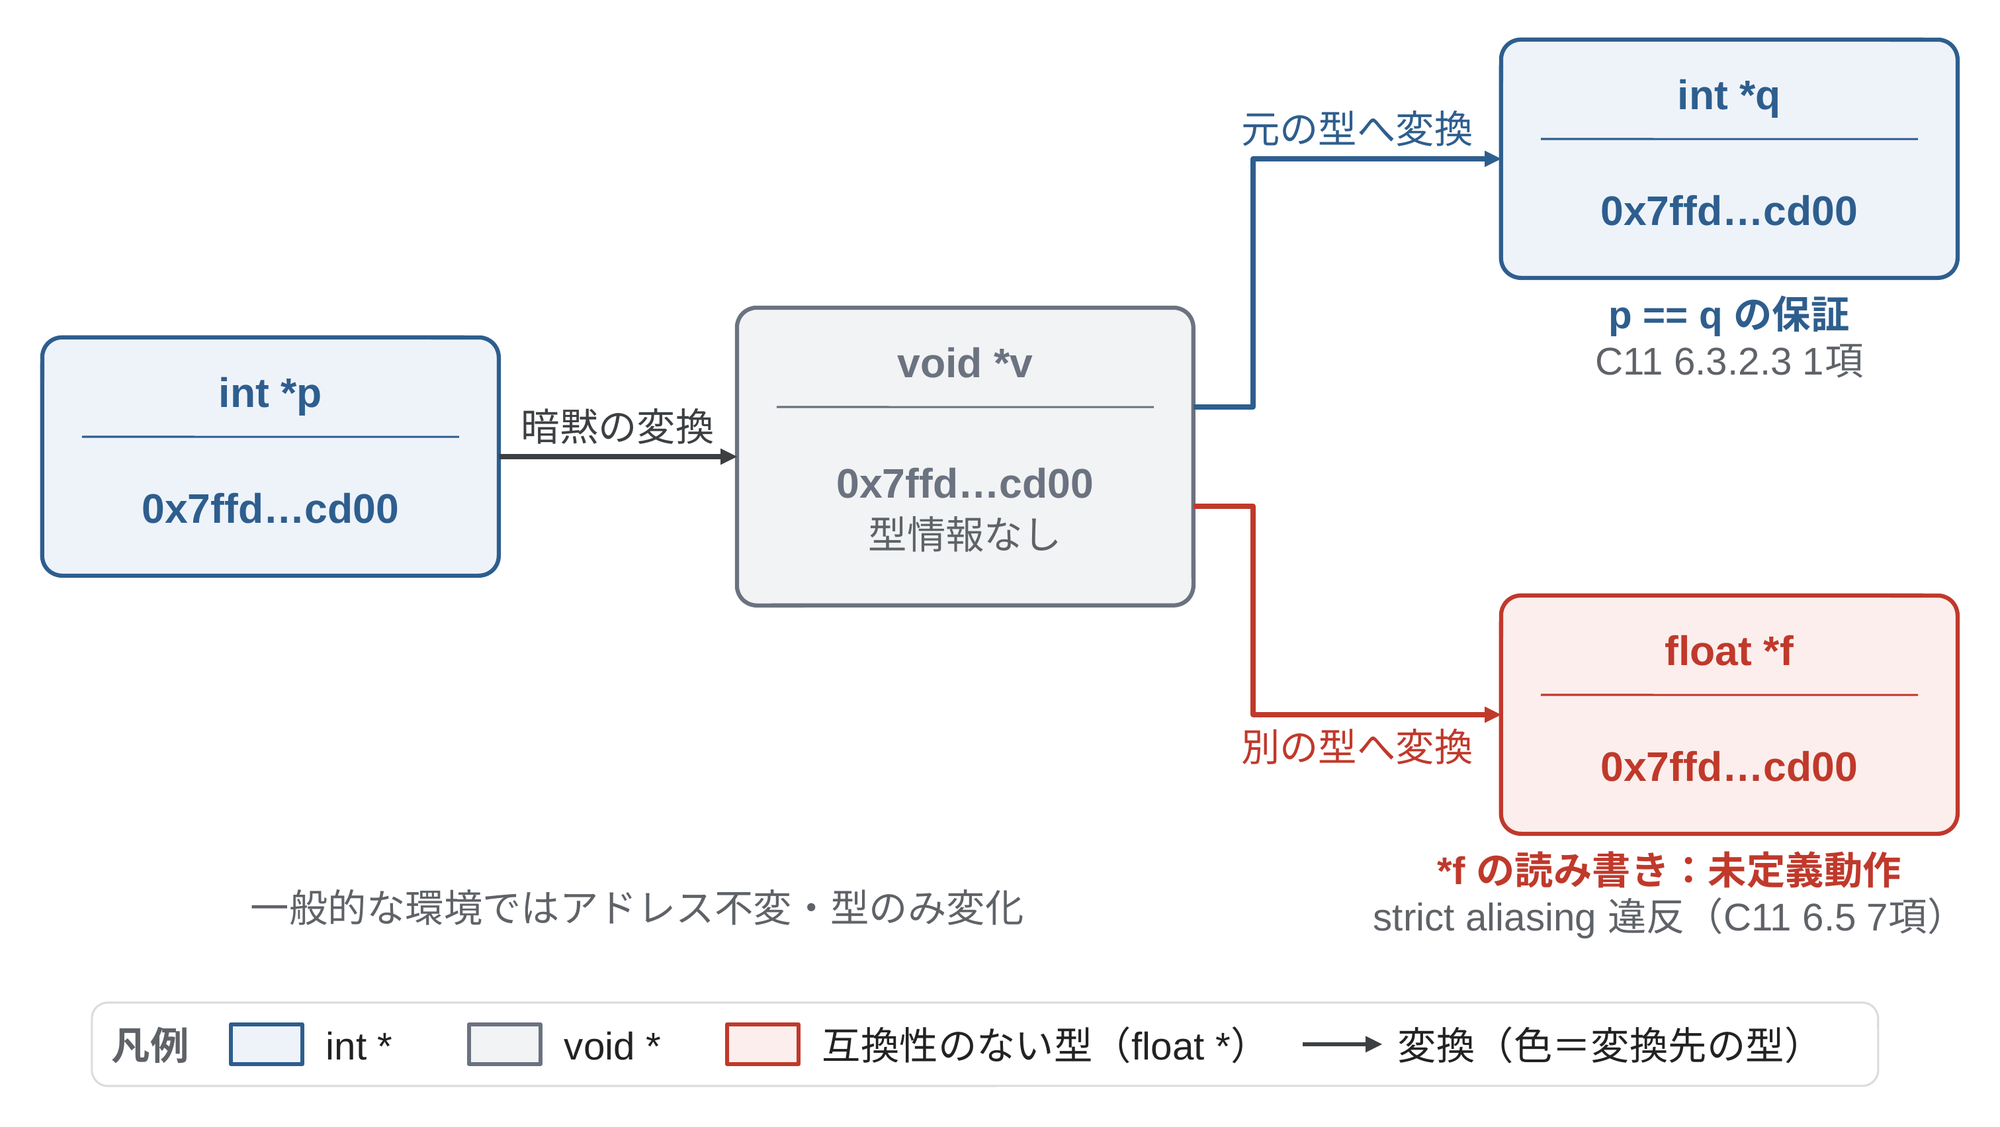 int *p
0x7ffd…cd00
暗黙の変換
void *v
0x7ffd…cd00
型情報なし
元の型へ変換
int *q
0x7ffd…cd00
p == q の保証
C11 6.3.2.3 1項
別の型へ変換
float *f
0x7ffd…cd00
*f の読み書き：未定義動作
strict aliasing 違反（C11 6.5 7項）
一般的な環境ではアドレス不変・型のみ変化
凡例 int * void * 互換性のない型（float *） 変換（色＝変換先の型）